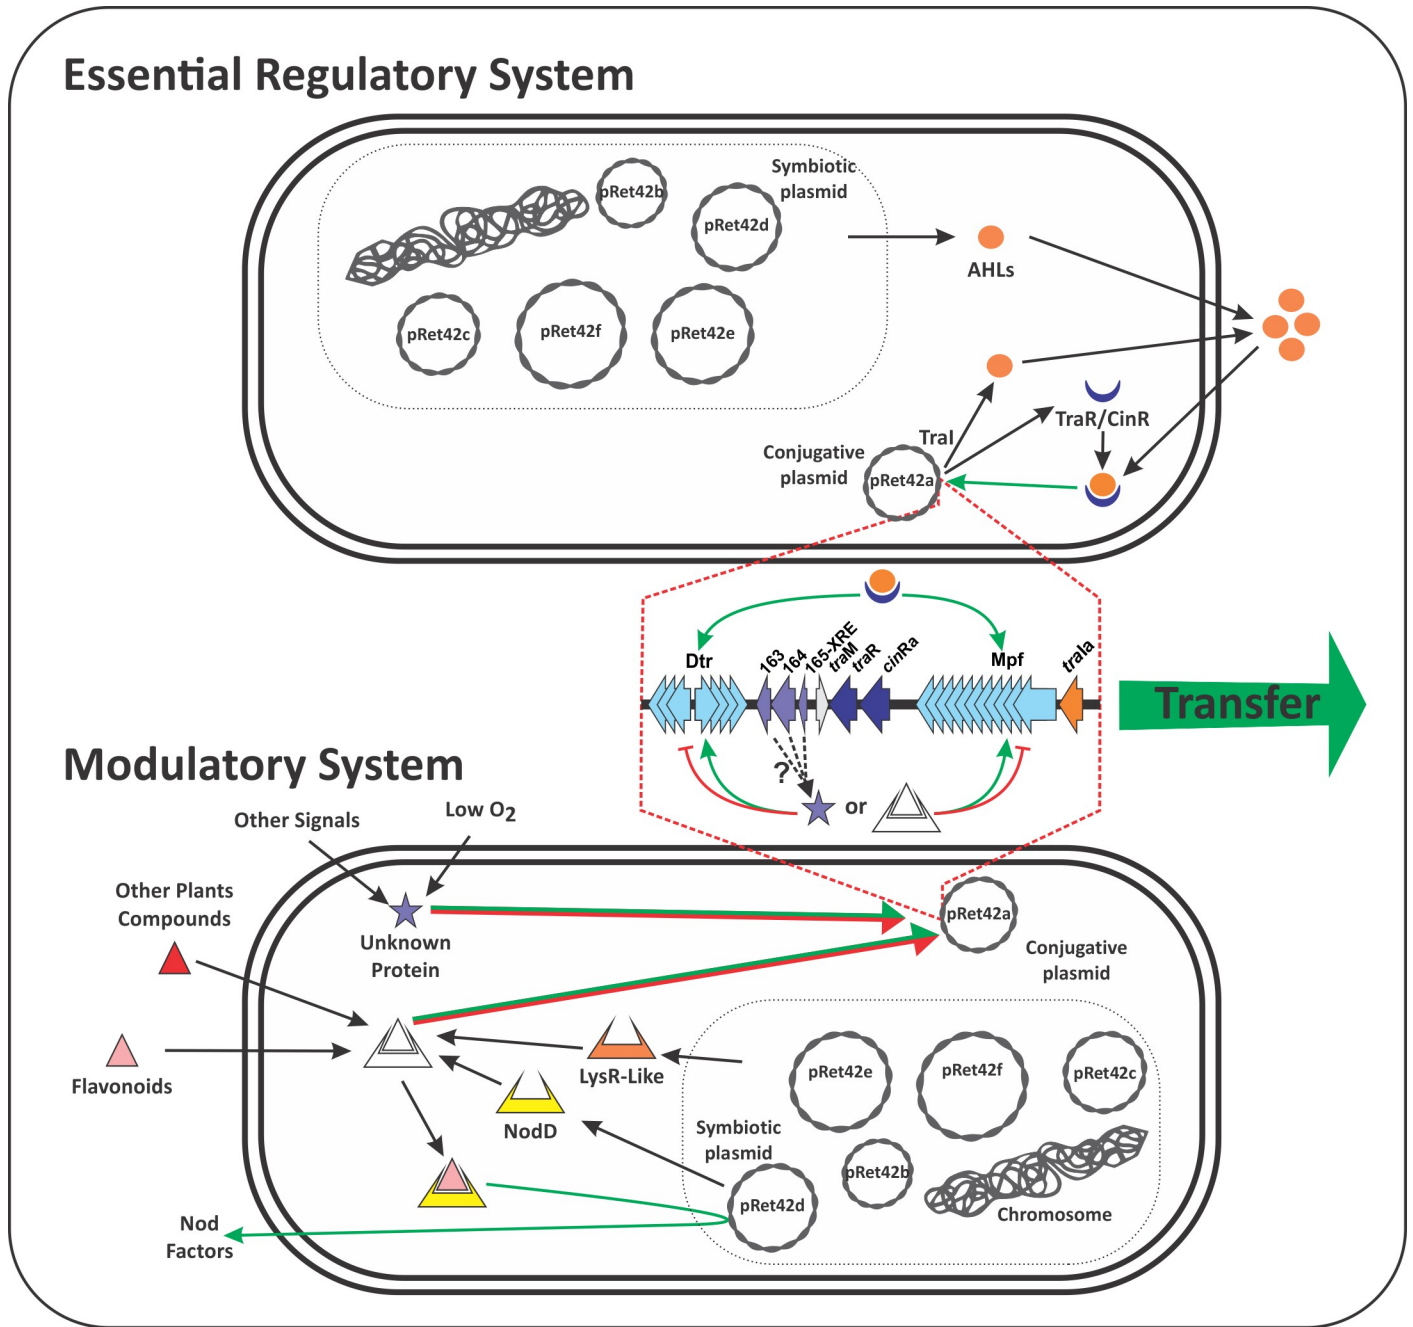 Essential Regulatory System
pRet42b
Symbiotic
plasmid
pRet42d
AHLs
pRet42c
pRet42f
pRet42e
TraR/CinR
TraI
Conjugative
plasmid
pRet42a
163
164
165-XRE
traM
traR
cinRa
Dtr
Mpf
traIa
Transfer
?
or
Modulatory System
Other Signals
Low O2
Other Plants
Compounds
Unknown
Protein
pRet42a
Conjugative
plasmid
Flavonoids
LysR-Like
NodD
pRet42e
pRet42f
pRet42c
Symbiotic
plasmid
pRet42b
pRet42d
Chromosome
Nod
Factors